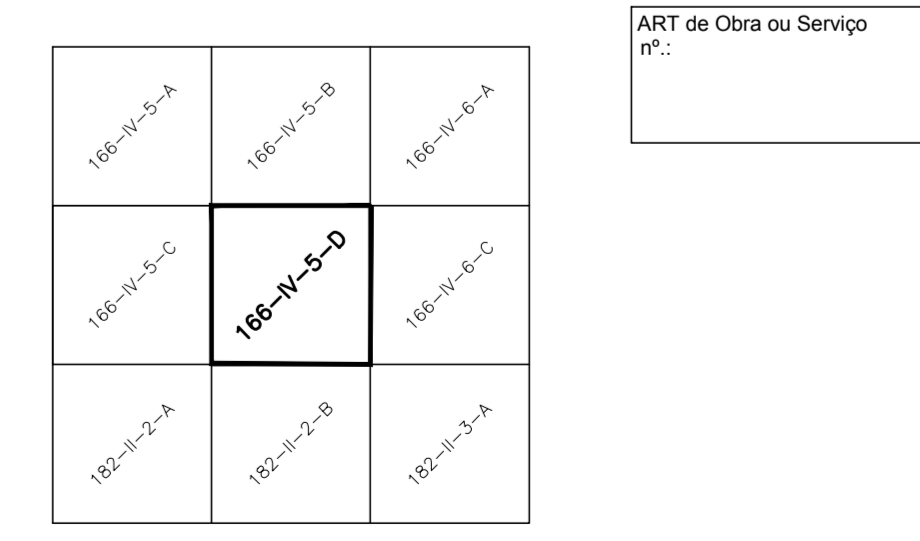 166-IV-5-A
166-IV-5-B
166-IV-6-A
166-IV-5-C
166-IV-5-D
166-IV-6-C
182-II-2-A
182-II-2-B
182-II-3-A
ART de Obra ou Serviço
nº.: